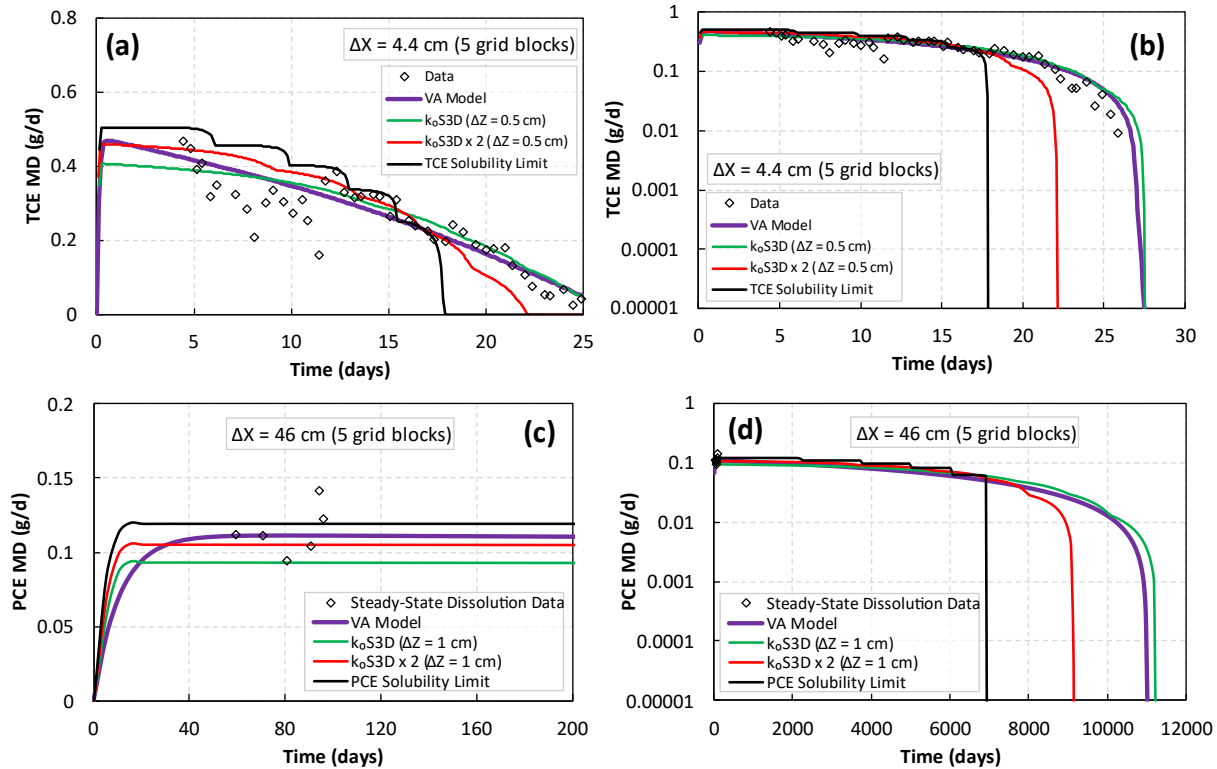 (a)
ΔX = 4.4 cm (5 grid blocks)
Data
VA Model
k₀S3D (ΔZ = 0.5 cm)
k₀S3D x 2 (ΔZ = 0.5 cm)
TCE Solubility Limit
TCE MD (g/d)
0.8
0.6
0.4
0.2
0
0 5 10 15 20 25
Time (days)
(b)
ΔX = 4.4 cm (5 grid blocks)
Data
VA Model
k₀S3D (ΔZ = 0.5 cm)
k₀S3D x 2 (ΔZ = 0.5 cm)
TCE Solubility Limit
TCE MD (g/d)
1
0.1
0.01
0.001
0.0001
0.00001
0 5 10 15 20 25 30
Time (days)
(c)
ΔX = 46 cm (5 grid blocks)
Steady-State Dissolution Data
VA Model
k₀S3D (ΔZ = 1 cm)
k₀S3D x 2 (ΔZ = 1 cm)
PCE Solubility Limit
PCE MD (g/d)
0.2
0.15
0.1
0.05
0
0 40 80 120 160 200
Time (days)
(d)
ΔX = 46 cm (5 grid blocks)
Steady-State Dissolution Data
VA Model
k₀S3D (ΔZ = 1 cm)
k₀S3D x 2 (ΔZ = 1 cm)
PCE Solubility Limit
PCE MD (g/d)
1
0.1
0.01
0.001
0.0001
0.00001
0 2000 4000 6000 8000 10000 12000
Time (days)